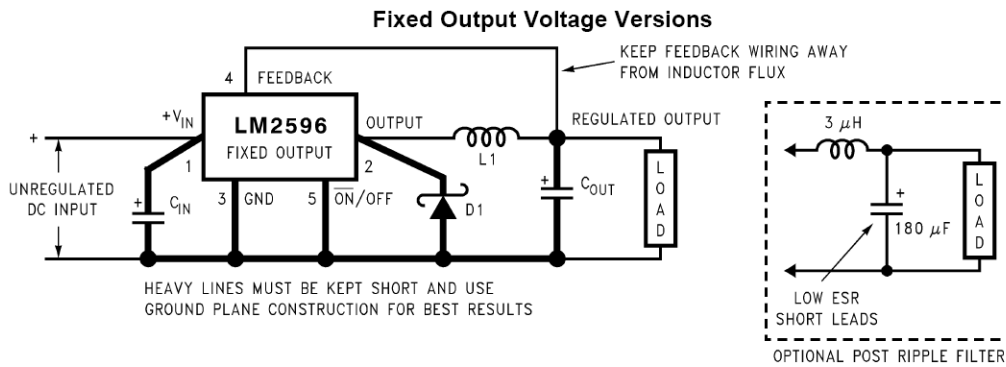 Fixed Output Voltage Versions
KEEP FEEDBACK WIRING AWAY
FROM INDUCTOR FLUX
4 FEEDBACK
+VIN
LM2596
FIXED OUTPUT
OUTPUT
REGULATED OUTPUT
1
2
L1
+
UNREGULATED
DC INPUT
+
CIN
3 GND
5 ON/OFF
D1
+
COUT
LOAD
HEAVY LINES MUST BE KEPT SHORT AND USE
GROUND PLANE CONSTRUCTION FOR BEST RESULTS
3 μH
+
180 μF
LOAD
LOW ESR
SHORT LEADS
OPTIONAL POST RIPPLE FILTER